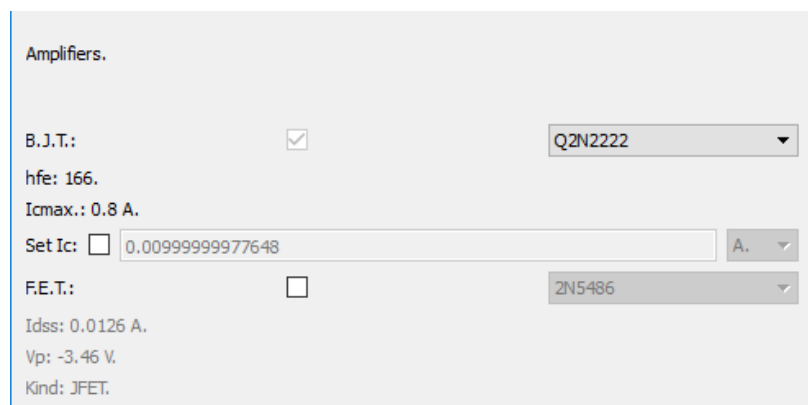 Amplifiers.
B.J.T.: Q2N2222
hfe: 166.
Icmax.: 0.8 A.
Set Ic: 0.00999999977648 A.
F.E.T.: 2N5486
Idss: 0.0126 A.
Vp: -3.46 V.
Kind: JFET.